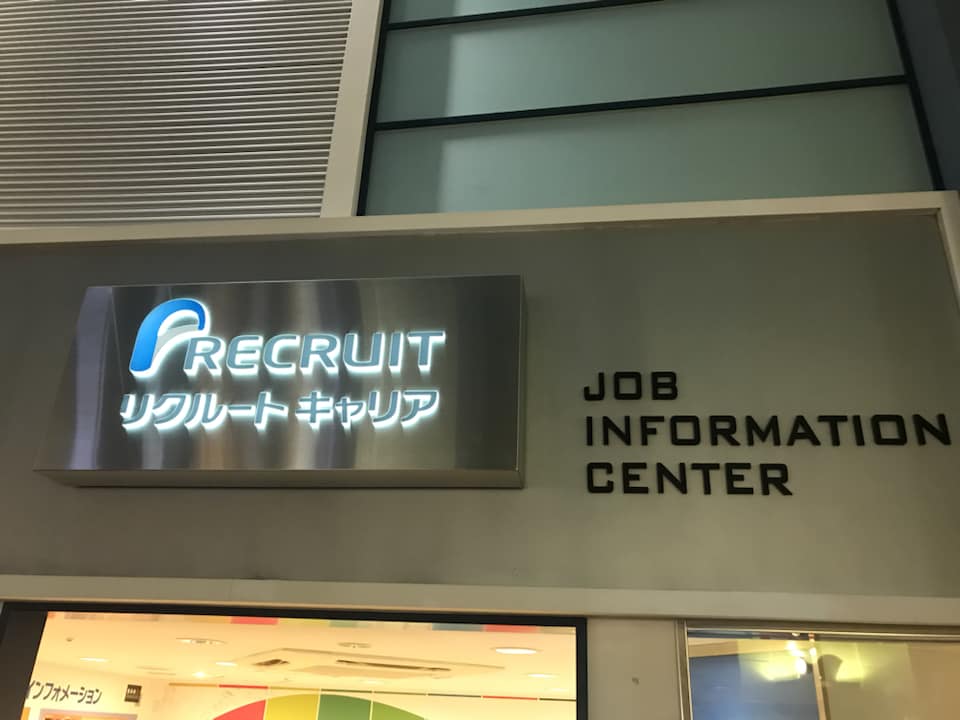 RECRUIT
リクルート キャリア
JOB
INFORMATION
CENTER
インフォメーション